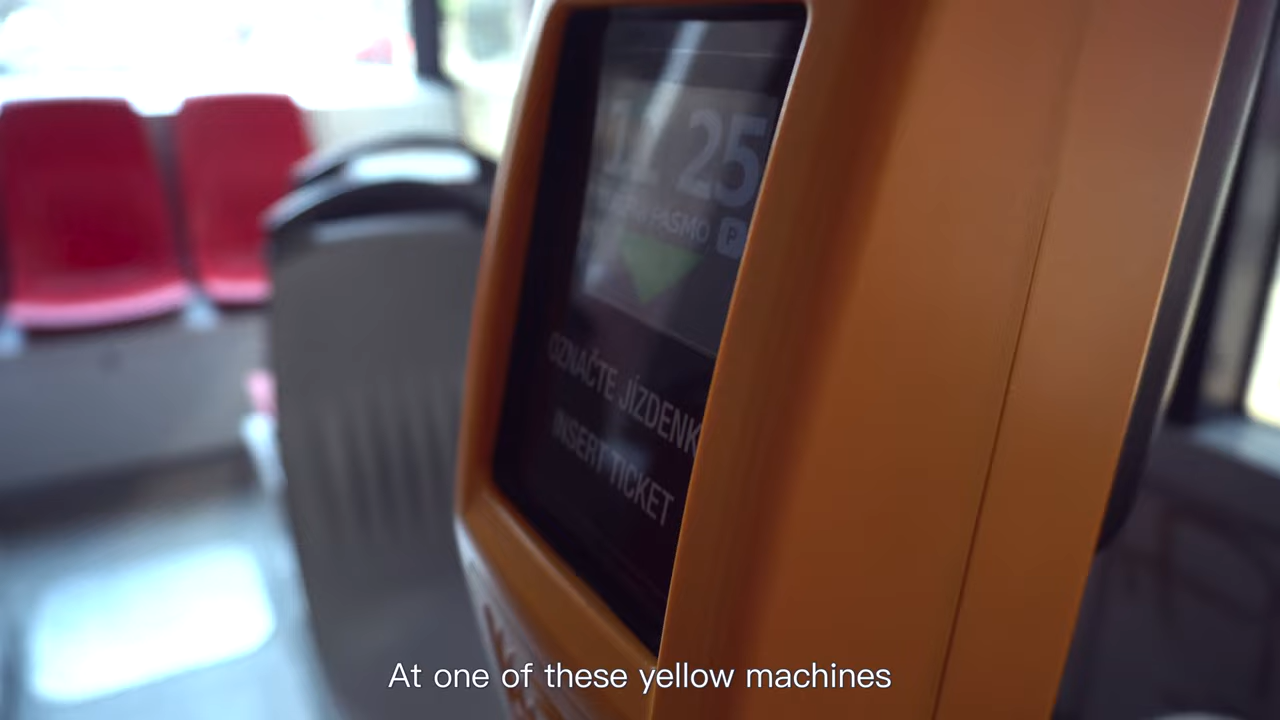 25
PÁSMO P
OZNAČTE JÍZDENK
INSERT TICKET
At one of these yellow machines